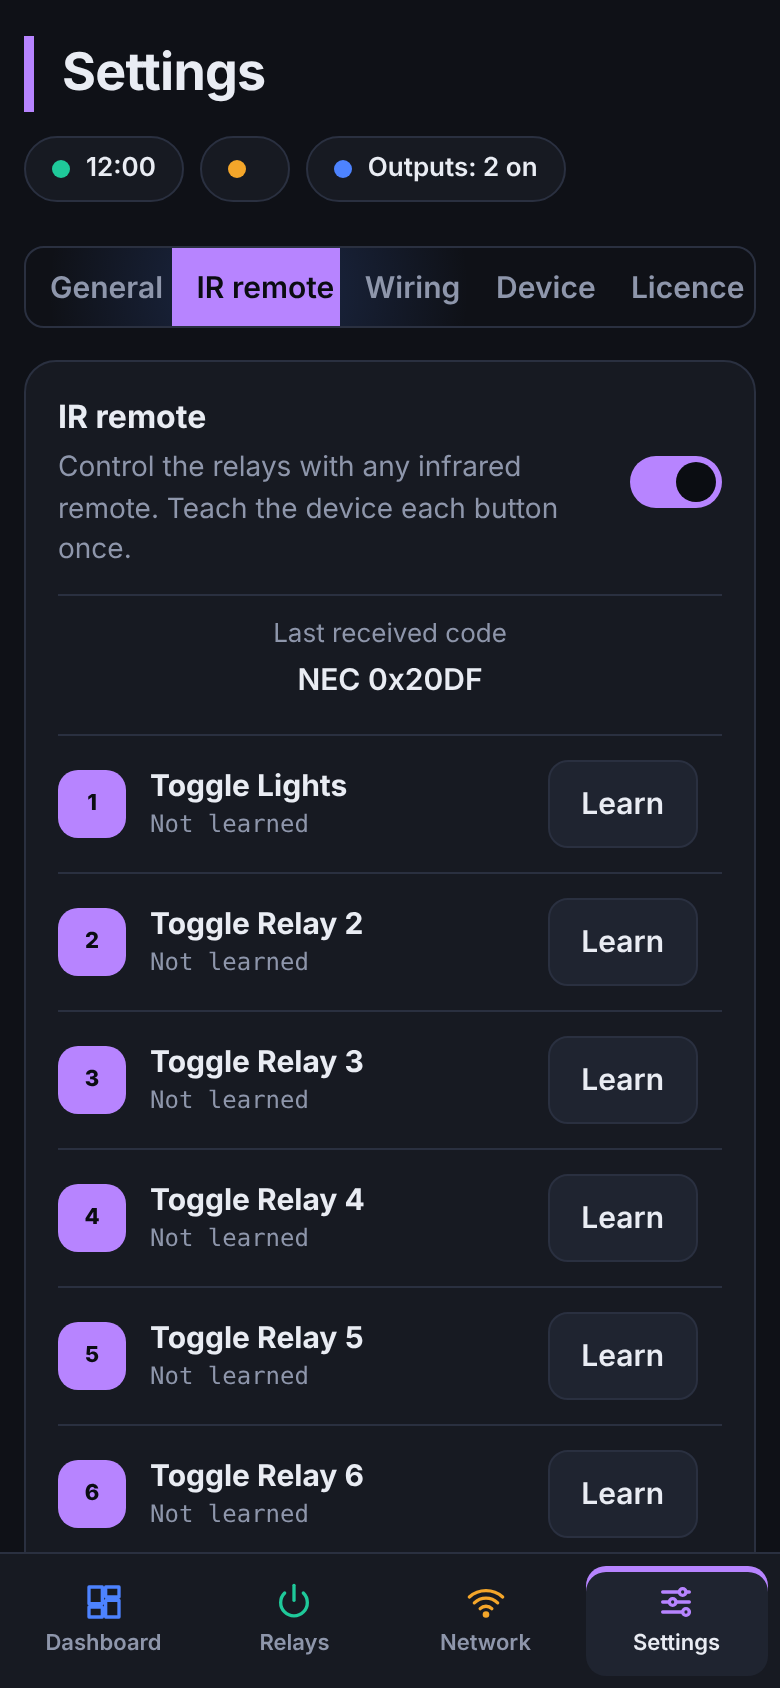 Settings
12:00
Outputs: 2 on
General IR remote Wiring Device Licence
IR remote
Control the relays with any infrared
remote. Teach the device each button
once.
Last received code
NEC 0x20DF
1 Toggle Lights Learn
Not learned
2 Toggle Relay 2 Learn
Not learned
3 Toggle Relay 3 Learn
Not learned
4 Toggle Relay 4 Learn
Not learned
5 Toggle Relay 5 Learn
Not learned
6 Toggle Relay 6 Learn
Not learned
Dashboard Relays Network Settings